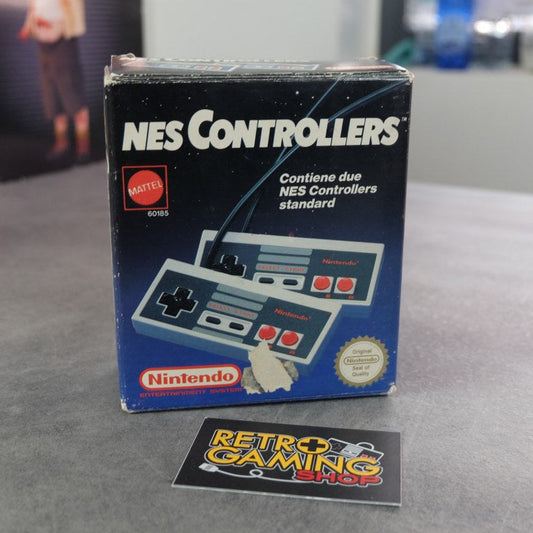 NES CONTROLLERS
MATTEL
60185
Contiene due
NES Controllers
standard
Nintendo
Nintendo
Nintendo
ENTERTAINMENT SYSTEM
Original
Nintendo
Seal of
Quality
RETRO
GAMING
SHOP